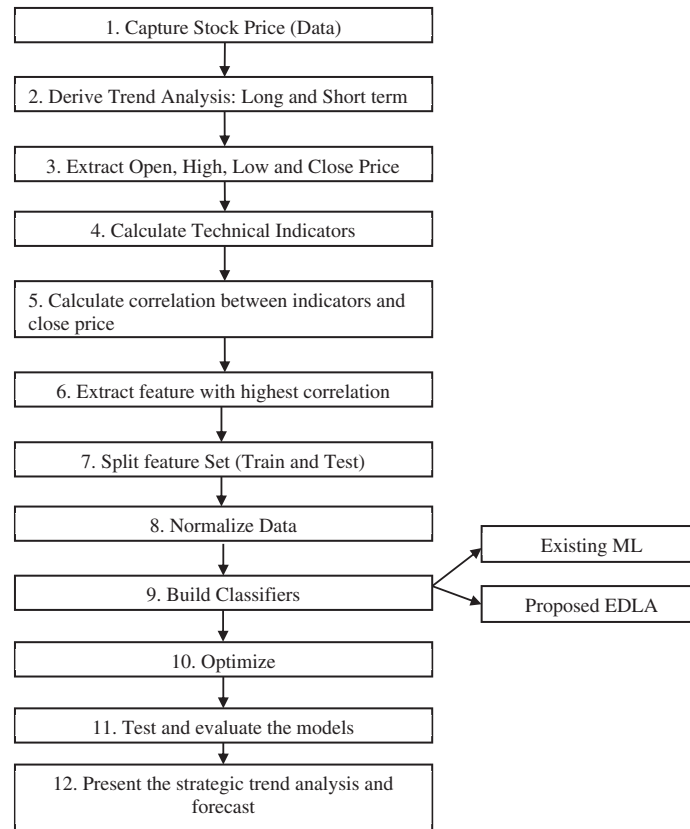 1. Capture Stock Price (Data)
2. Derive Trend Analysis: Long and Short term
3. Extract Open, High, Low and Close Price
4. Calculate Technical Indicators
5. Calculate correlation between indicators and
close price
6. Extract feature with highest correlation
7. Split feature Set (Train and Test)
8. Normalize Data
Existing ML
9. Build Classifiers
Proposed EDLA
10. Optimize
11. Test and evaluate the models
12. Present the strategic trend analysis and
forecast